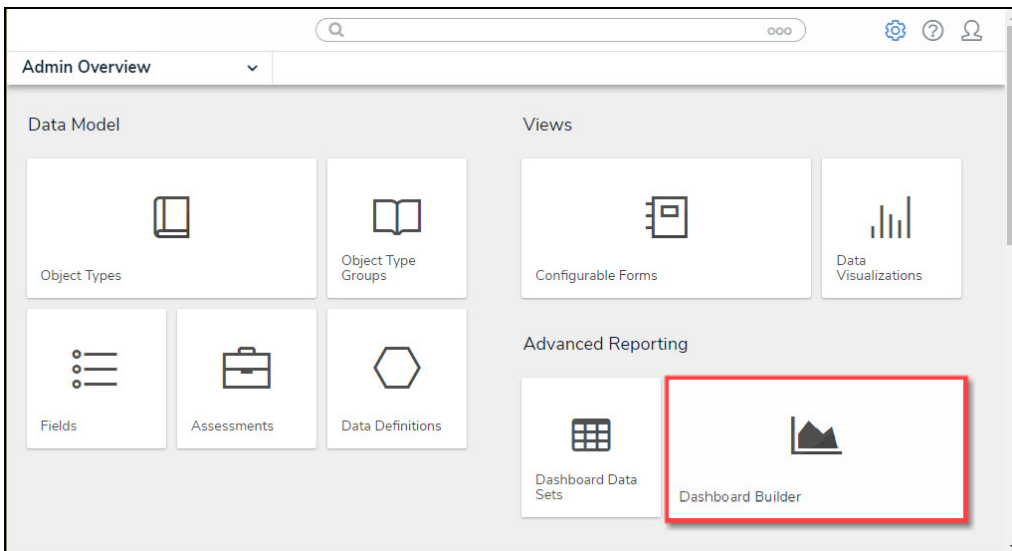 Admin Overview
Data Model
Object Types
Object Type
Groups
Fields
Assessments
Data Definitions
Views
Configurable Forms
Data
Visualizations
Advanced Reporting
Dashboard Data
Sets
Dashboard Builder